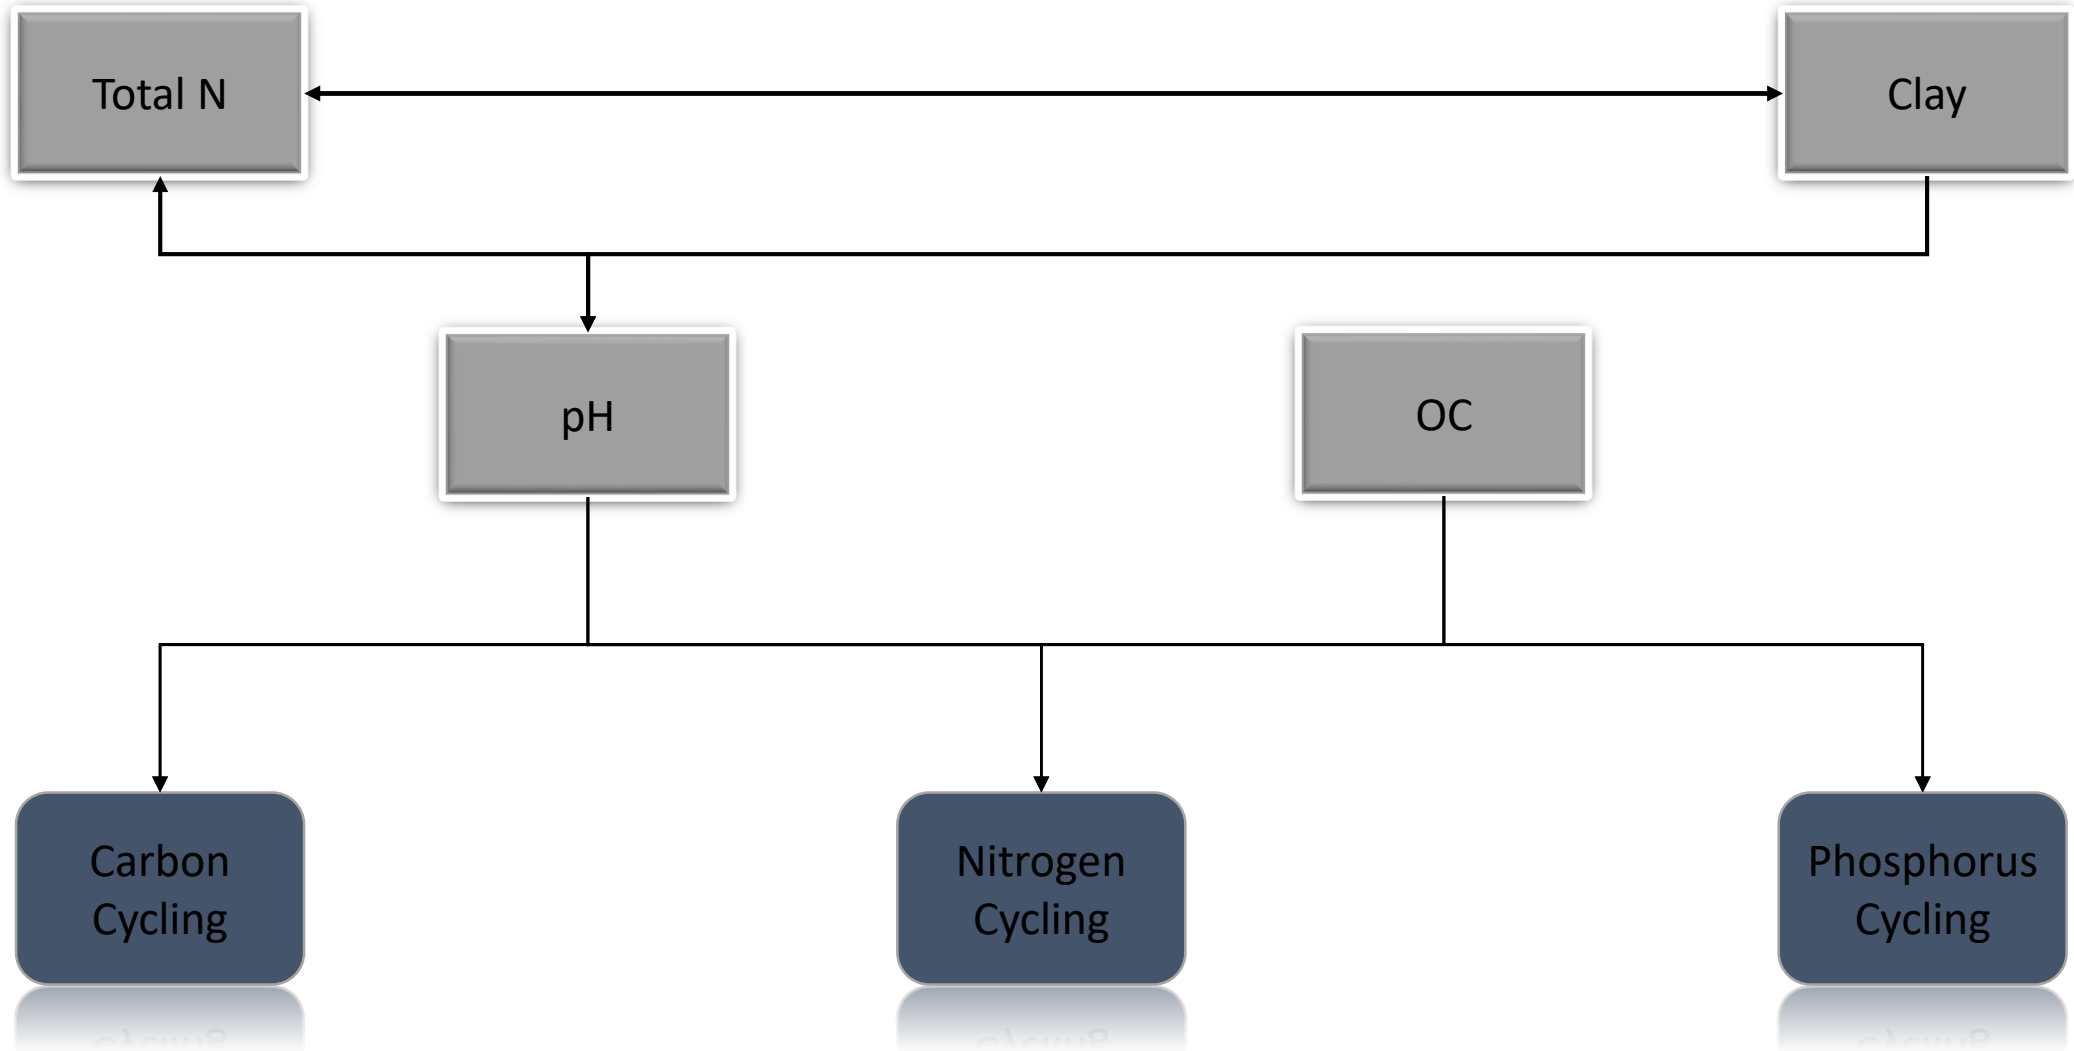 Total N
Clay
pH
OC
Carbon
Cycling
Nitrogen
Cycling
Phosphorus
Cycling